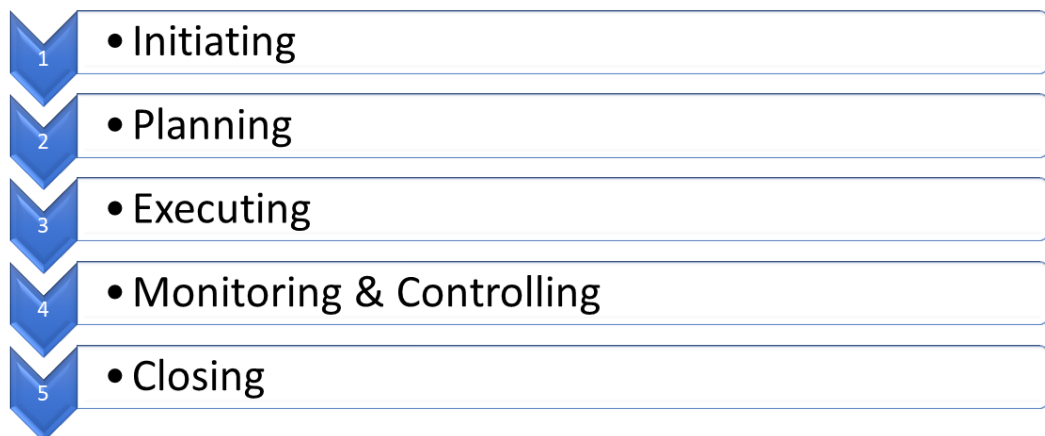 1 • Initiating
2 • Planning
3 • Executing
4 • Monitoring & Controlling
5 • Closing